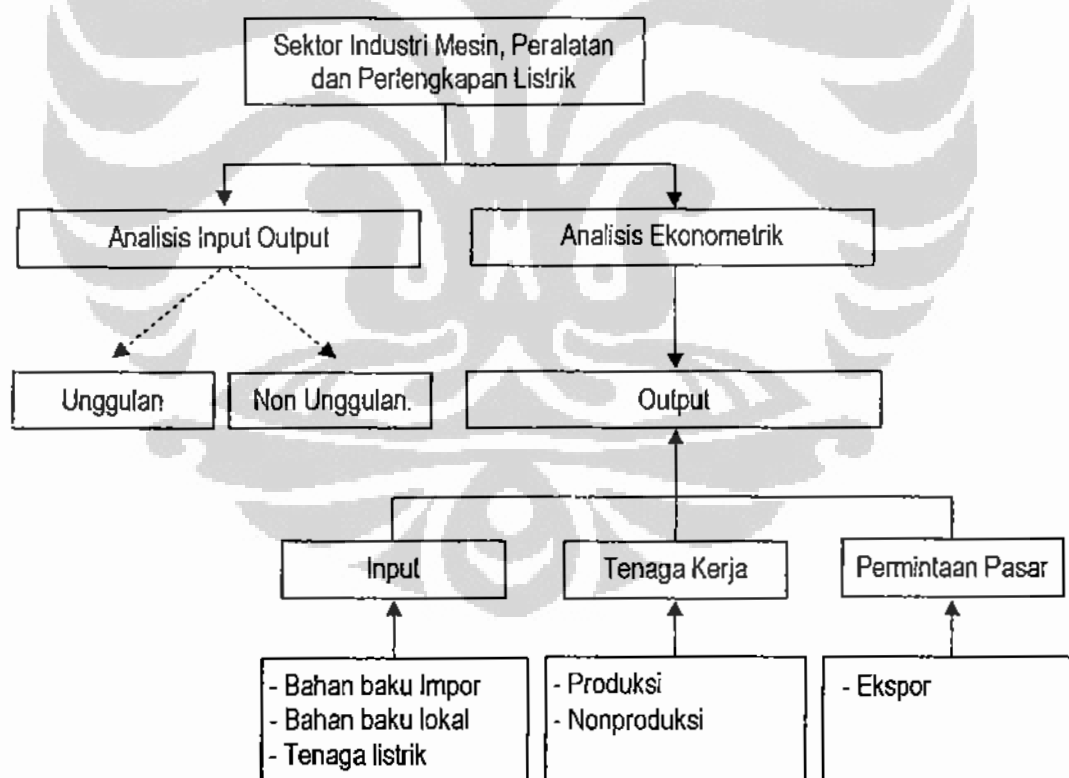 Sektor Industri Mesin, Peralatan
dan Perlengkapan Listrik
Analisis Input Output
Analisis Ekonometrik
Unggulan
Non Unggulan.
Output
Input
Tenaga Kerja
Permintaan Pasar
- Bahan baku Impor
- Bahan baku lokal
- Tenaga listrik
- Produksi
- Nonproduksi
- Ekspor